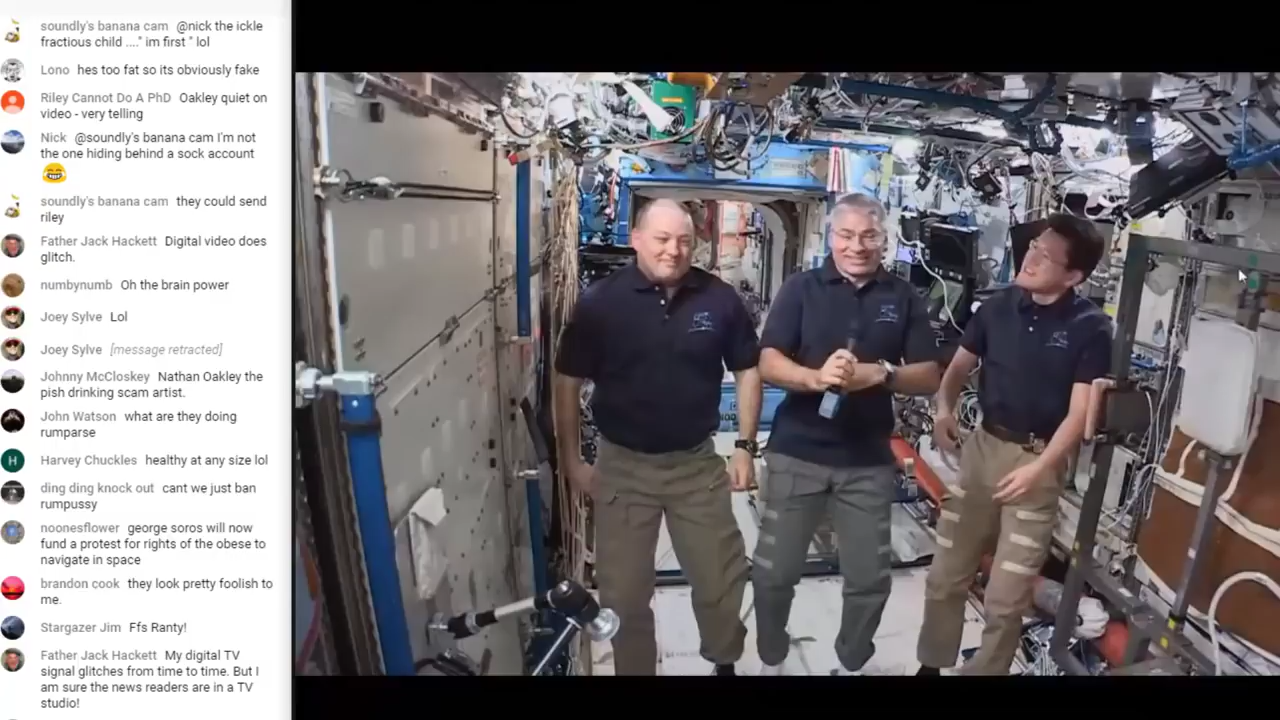 soundly's banana cam @nick the ickle
fractious child ...." im first " lol
Lono hes too fat so its obviously fake
Riley Cannot Do A PhD Oakley quiet on
video - very telling
Nick @soundly's banana cam I'm not
the one hiding behind a sock account
😂
soundly's banana cam they could send
riley
Father Jack Hackett Digital video does
glitch.
numbynumb Oh the brain power
Joey Sylve Lol
Joey Sylve [message retracted]
Johnny McCloskey Nathan Oakley the
pish drinking scam artist.
John Watson what are they doing
rumparse
H
Harvey Chuckles healthy at any size lol
ding ding knock out cant we just ban
rumpussy
noonesflower george soros will now
fund a protest for rights of the obese to
navigate in space
brandon cook they look pretty foolish to
me.
Stargazer Jim Ffs Ranty!
Father Jack Hackett My digital TV
signal glitches from time to time. But I
am sure the news readers are in a TV
studio!